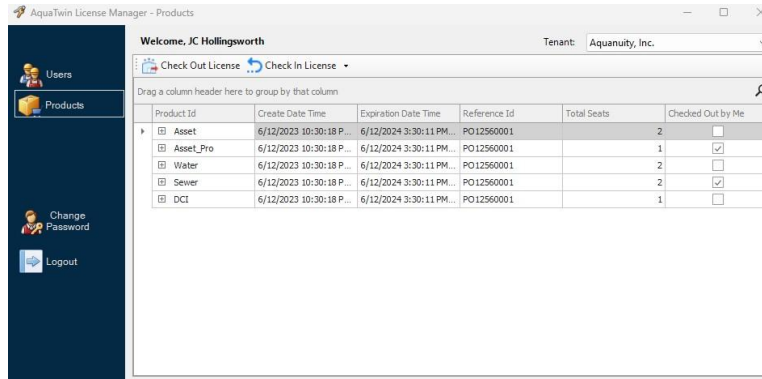 AquaTwin License Manager - Products
Welcome, JC Hollingsworth Tenant: Aquanuity, Inc.
Users
Check Out License Check In License
Products
Drag a column header here to group by that column
Product Id Create Date Time Expiration Date Time Reference Id Total Seats Checked Out by Me
Asset 6/12/2023 10:30:18 P... 6/12/2024 3:30:11 PM... PO12560001 2
Asset_Pro 6/12/2023 10:30:18 P... 6/12/2024 3:30:11 PM... PO12560001 1
Water 6/12/2023 10:30:18 P... 6/12/2024 3:30:11 PM... PO12560001 2
Sewer 6/12/2023 10:30:18 P... 6/12/2024 3:30:11 PM... PO12560001 2
DCI 6/12/2023 10:30:18 P... 6/12/2024 3:30:11 PM... PO12560001 1
Change
Password
Logout